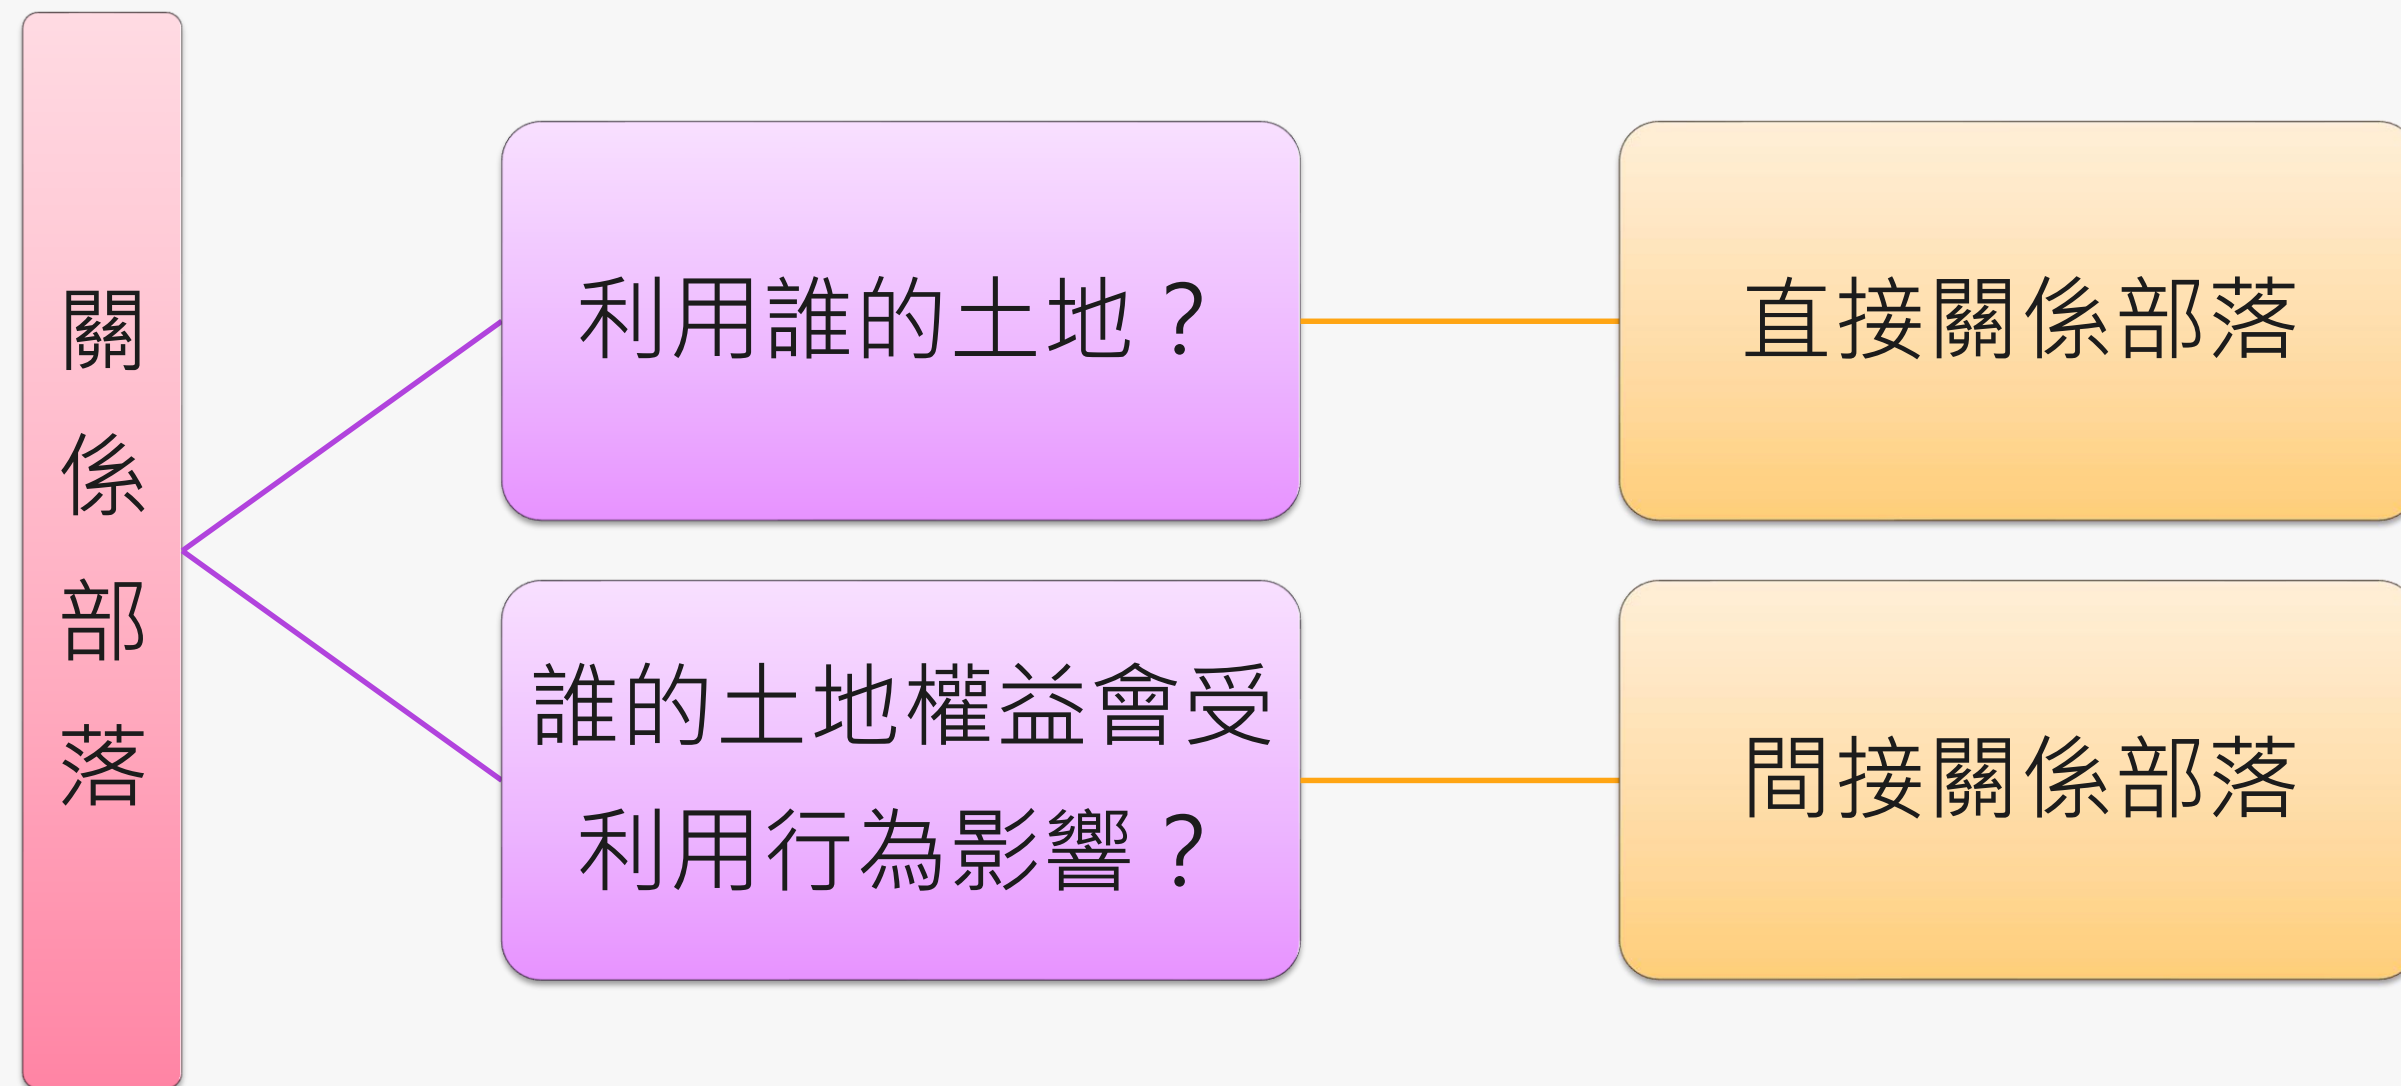 關係部落
利用誰的土地？
直接關係部落
誰的土地權益會受
利用行為影響？
間接關係部落